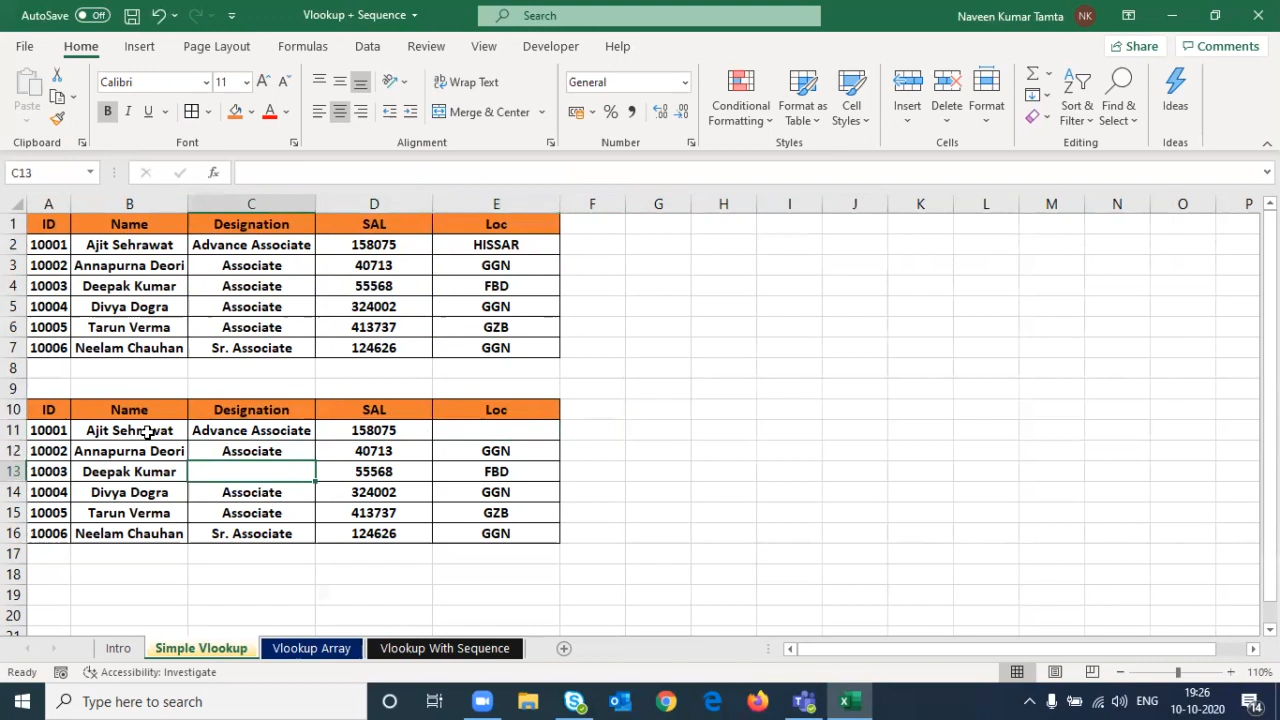 AutoSave Off Vlookup + Sequence Search Naveen Kumar Tamta NK
File Home Insert Page Layout Formulas Data Review View Developer Help Share Comments
Paste Calibri 11 Wrap Text General Conditional Format as Cell Insert Delete Format Sort & Find & Ideas
Merge & Center Formatting Table Styles Filter Select
Clipboard Font Alignment Number Styles Cells Editing Ideas
C13 fx
A B C D E F G H I J K L M N O P
1 ID Name Designation SAL Loc
2 10001 Ajit Sehrawat Advance Associate 158075 HISSAR
3 10002 Annapurna Deori Associate 40713 GGN
4 10003 Deepak Kumar Associate 55568 FBD
5 10004 Divya Dogra Associate 324002 GGN
6 10005 Tarun Verma Associate 413737 GZB
7 10006 Neelam Chauhan Sr. Associate 124626 GGN
8
9
10 ID Name Designation SAL Loc
11 10001 Ajit Sehrawat Advance Associate 158075
12 10002 Annapurna Deori Associate 40713 GGN
13 10003 Deepak Kumar 55568 FBD
14 10004 Divya Dogra Associate 324002 GGN
15 10005 Tarun Verma Associate 413737 GZB
16 10006 Neelam Chauhan Sr. Associate 124626 GGN
17
18
19
20
21
Intro Simple Vlookup Vlookup Array Vlookup With Sequence
Ready Accessibility: Investigate 110%
Type here to search ENG 19:26
10-10-2020 14